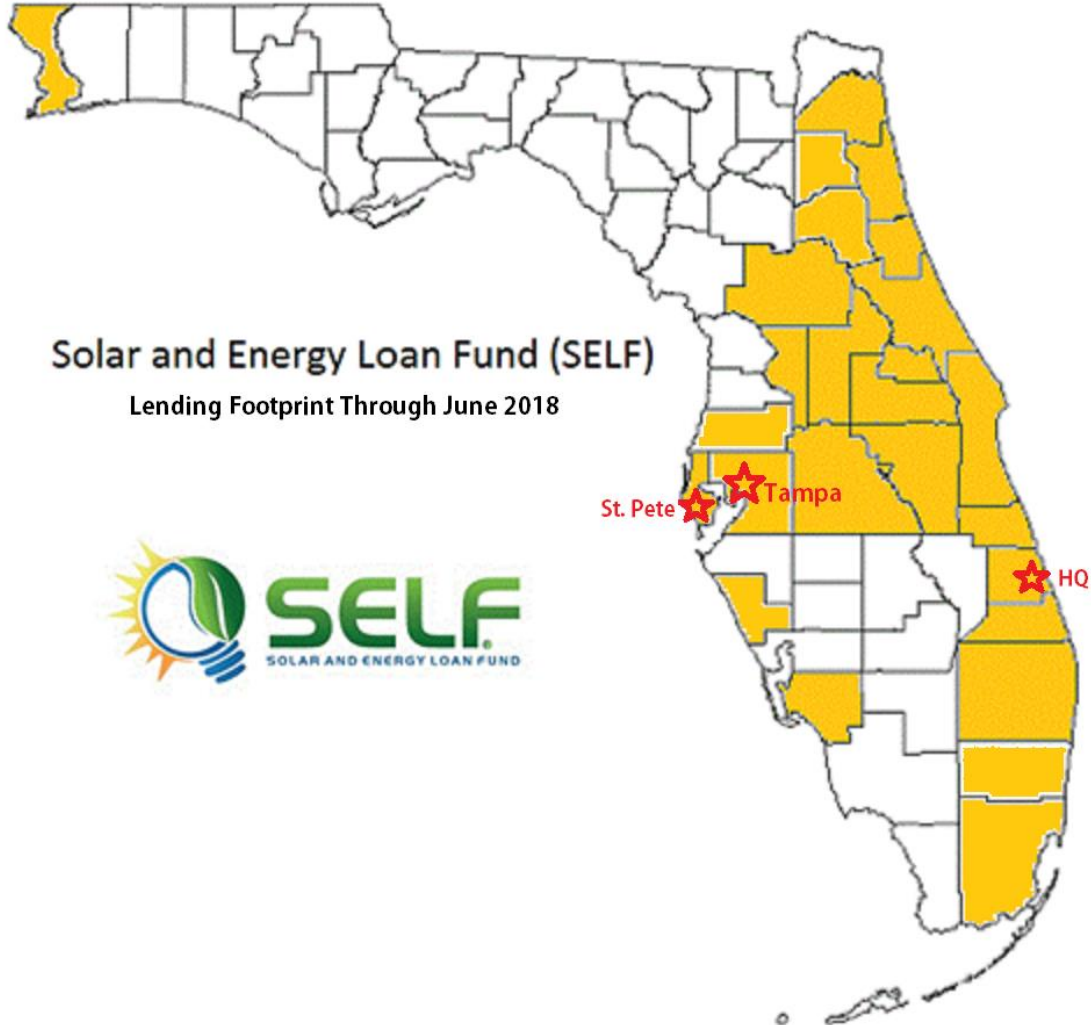 Solar and Energy Loan Fund (SELF)
Lending Footprint Through June 2018
Tampa
St. Pete
HQ
SELF®
SOLAR AND ENERGY LOAN FUND